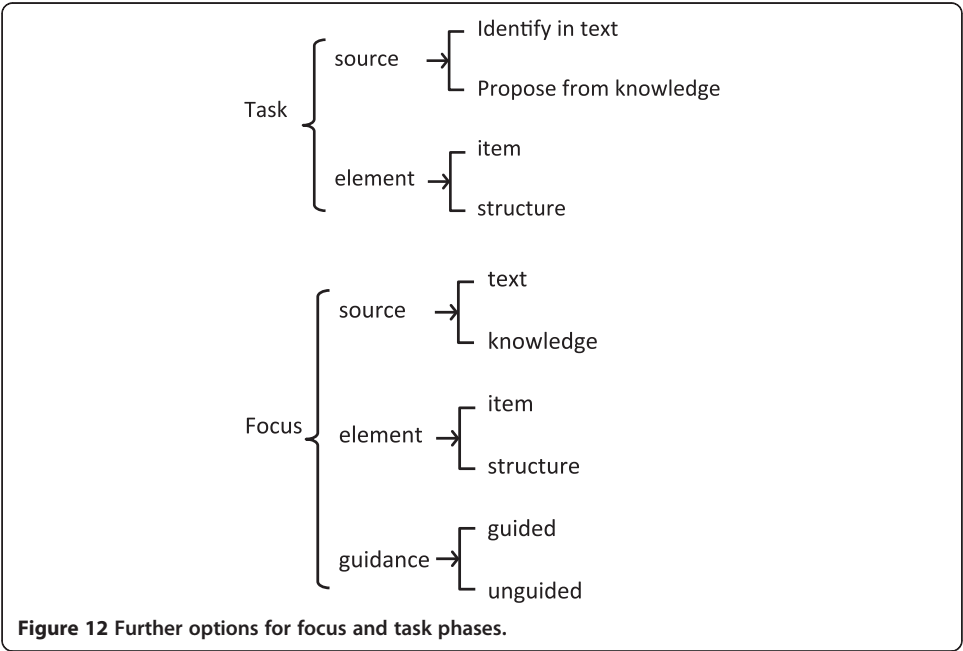 Task
source
Identify in text
Propose from knowledge
element
item
structure
Focus
source
text
knowledge
element
item
structure
guidance
guided
unguided
Figure 12 Further options for focus and task phases.